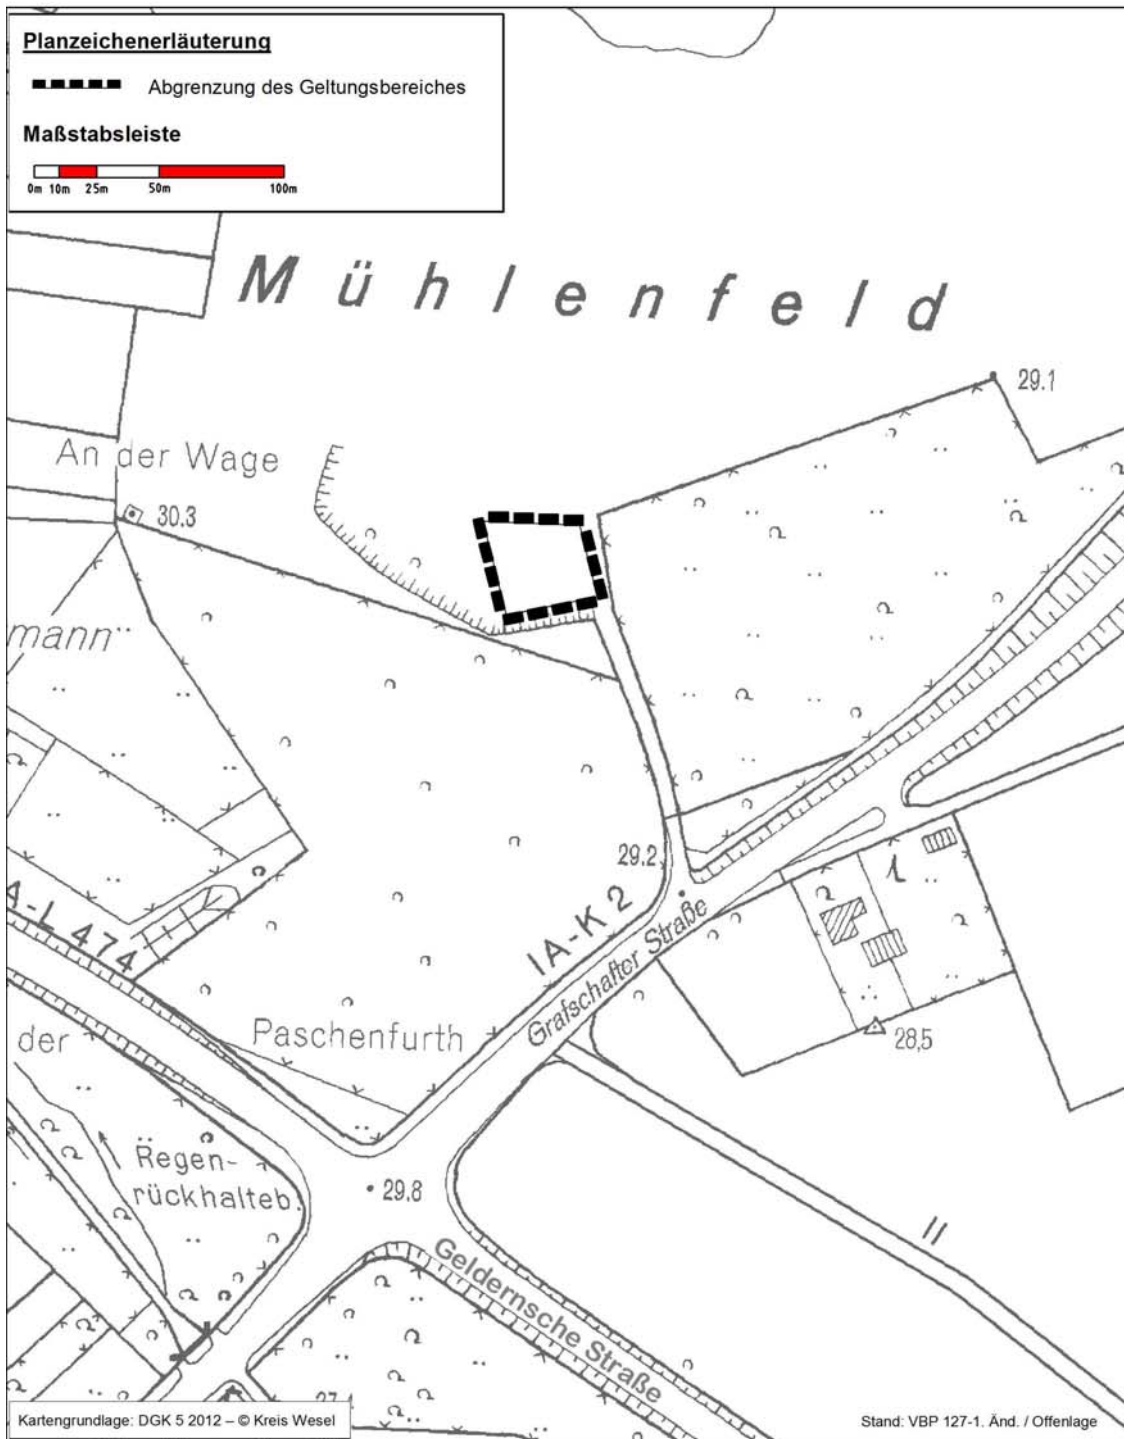 Planzeichenerläuterung
Abgrenzung des Geltungsbereiches
Maßstabsleiste
0m 10m 25m 50m 100m
Mühlenfeld
29.1
An der Wage
30.3
mann
29.2
IA-K 2
A-L 474
Grafschafter Straße
Paschenfurth
der
28,5
Regen-
rückhalteb.
29.8
II
Geldernsche Straße
Kartengrundlage: DGK 5 2012 – © Kreis Wesel
Stand: VBP 127-1. Änd. / Offenlage